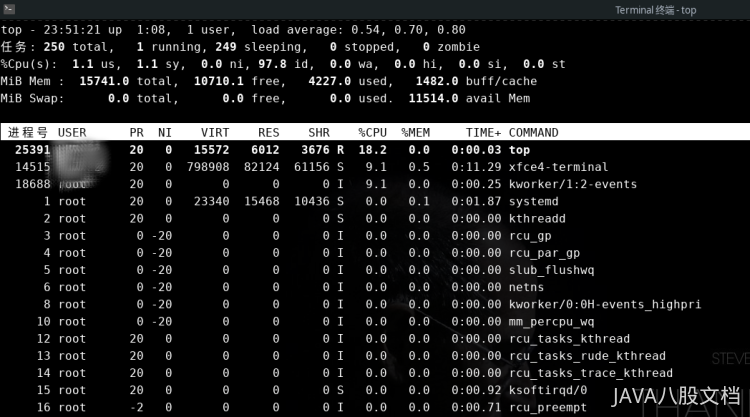 Terminal 终端 - top
top - 23:51:21 up  1:08,  1 user,  load average: 0.54, 0.70, 0.80
任务: 250 total,   1 running, 249 sleeping,   0 stopped,   0 zombie
%Cpu(s):  1.1 us,  1.1 sy,  0.0 ni, 97.8 id,  0.0 wa,  0.0 hi,  0.0 si,  0.0 st
MiB Mem :  15741.0 total,  10710.1 free,   4227.0 used,   1482.0 buff/cache
MiB Swap:      0.0 total,      0.0 free,      0.0 used.  11514.0 avail Mem
进程号 USER      PR  NI    VIRT    RES    SHR   %CPU  %MEM     TIME+ COMMAND
25391 20   0   15572   6012   3676 R  18.2   0.0   0:00.03 top
14515 20   0  798908  82124  61156 S   9.1   0.5   0:11.29 xfce4-terminal
18688 20   0       0      0      0 I   9.1   0.0   0:00.25 kworker/1:2-events
1 root      20   0   23340  15468  10436 S   0.0   0.1   0:01.87 systemd
2 root      20   0       0      0      0 S   0.0   0.0   0:00.00 kthreadd
3 root       0 -20       0      0      0 I   0.0   0.0   0:00.00 rcu_gp
4 root       0 -20       0      0      0 I   0.0   0.0   0:00.00 rcu_par_gp
5 root       0 -20       0      0      0 I   0.0   0.0   0:00.00 slub_flushwq
6 root       0 -20       0      0      0 I   0.0   0.0   0:00.00 netns
8 root       0 -20       0      0      0 I   0.0   0.0   0:00.00 kworker/0:0H-events_highpri
10 root       0 -20       0      0      0 I   0.0   0.0   0:00.00 mm_percpu_wq
12 root      20   0       0      0      0 I   0.0   0.0   0:00.00 rcu_tasks_kthread
13 root      20   0       0      0      0 I   0.0   0.0   0:00.00 rcu_tasks_rude_kthread
14 root      20   0       0      0      0 I   0.0   0.0   0:00.00 rcu_tasks_trace_kthread
15 root      20   0       0      0      0 S   0.0   0.0   0:00.92 ksoftirqd/0
16 root      -2   0       0      0      0 I   0.0   0.0   0:00.71 rcu_preempt
STEVE
JAVA八股文档